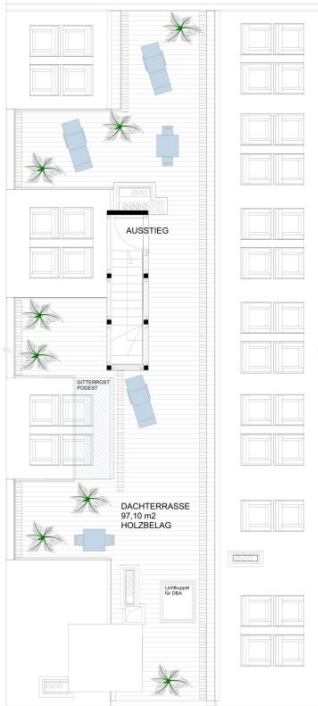 AUSSTIEG
GITTERROST
PODEST
DACHTERRASSE
97,10 m2
HOLZBELAG
Lichtkuppel
für DBA